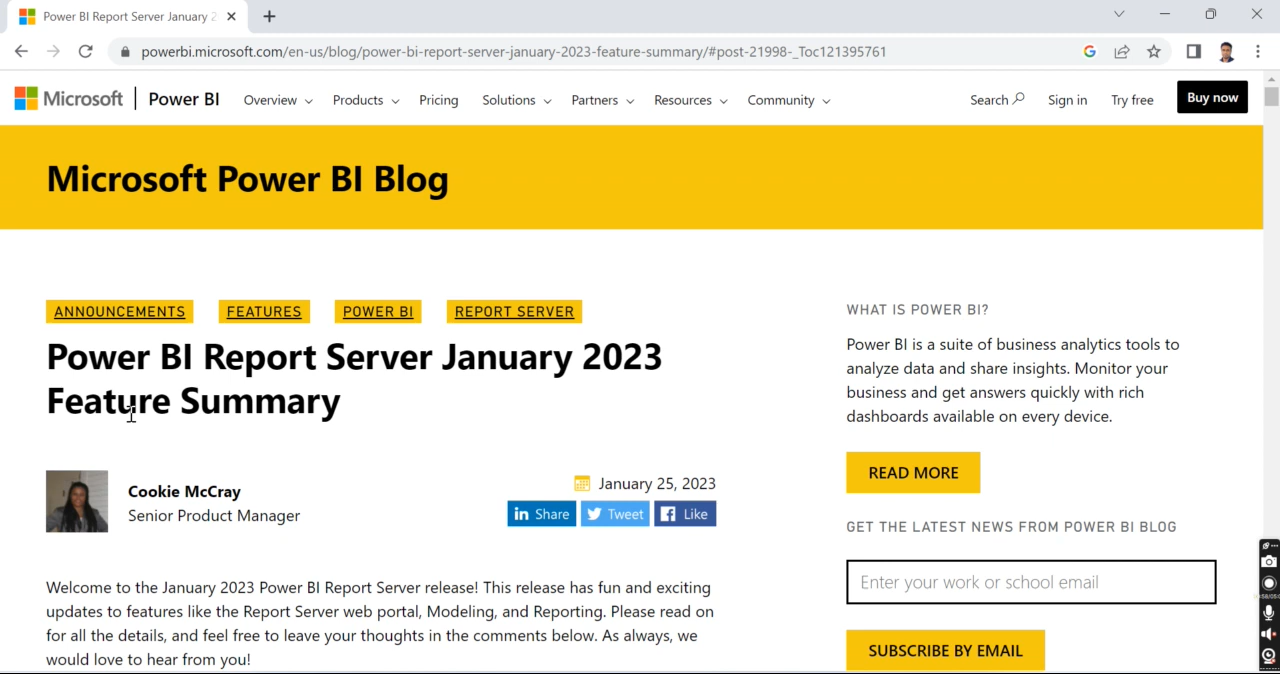 Power BI Report Server January 2
powerbi.microsoft.com/en-us/blog/power-bi-report-server-january-2023-feature-summary/#post-21998-_Toc121395761
Microsoft Power BI Overview Products Pricing Solutions Partners Resources Community Search Sign in Try free Buy now
Microsoft Power BI Blog
ANNOUNCEMENTS FEATURES POWER BI REPORT SERVER
Power BI Report Server January 2023
Feature Summary
Cookie McCray
Senior Product Manager
January 25, 2023
in Share Tweet Like
Welcome to the January 2023 Power BI Report Server release! This release has fun and exciting
updates to features like the Report Server web portal, Modeling, and Reporting. Please read on
for all the details, and feel free to leave your thoughts in the comments below. As always, we
would love to hear from you!
WHAT IS POWER BI?
Power BI is a suite of business analytics tools to
analyze data and share insights. Monitor your
business and get answers quickly with rich
dashboards available on every device.
READ MORE
GET THE LATEST NEWS FROM POWER BI BLOG
Enter your work or school email
SUBSCRIBE BY EMAIL